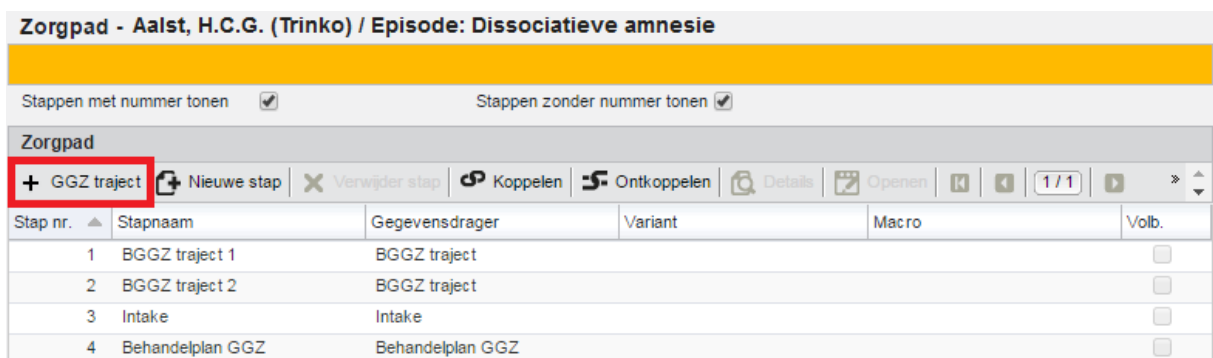 Zorgpad - Aalst, H.C.G. (Trinko) / Episode: Dissociatieve amnesie
Stappen met nummer tonen Stappen zonder nummer tonen
Zorgpad
+ GGZ traject Nieuwe stap Verwijder stap Koppelen Ontkoppelen Details Openen 1 / 1 »
Stap nr. Stapnaam Gegevensdrager Variant Macro Volb.
1 BGGZ traject 1 BGGZ traject
2 BGGZ traject 2 BGGZ traject
3 Intake Intake
4 Behandelplan GGZ Behandelplan GGZ